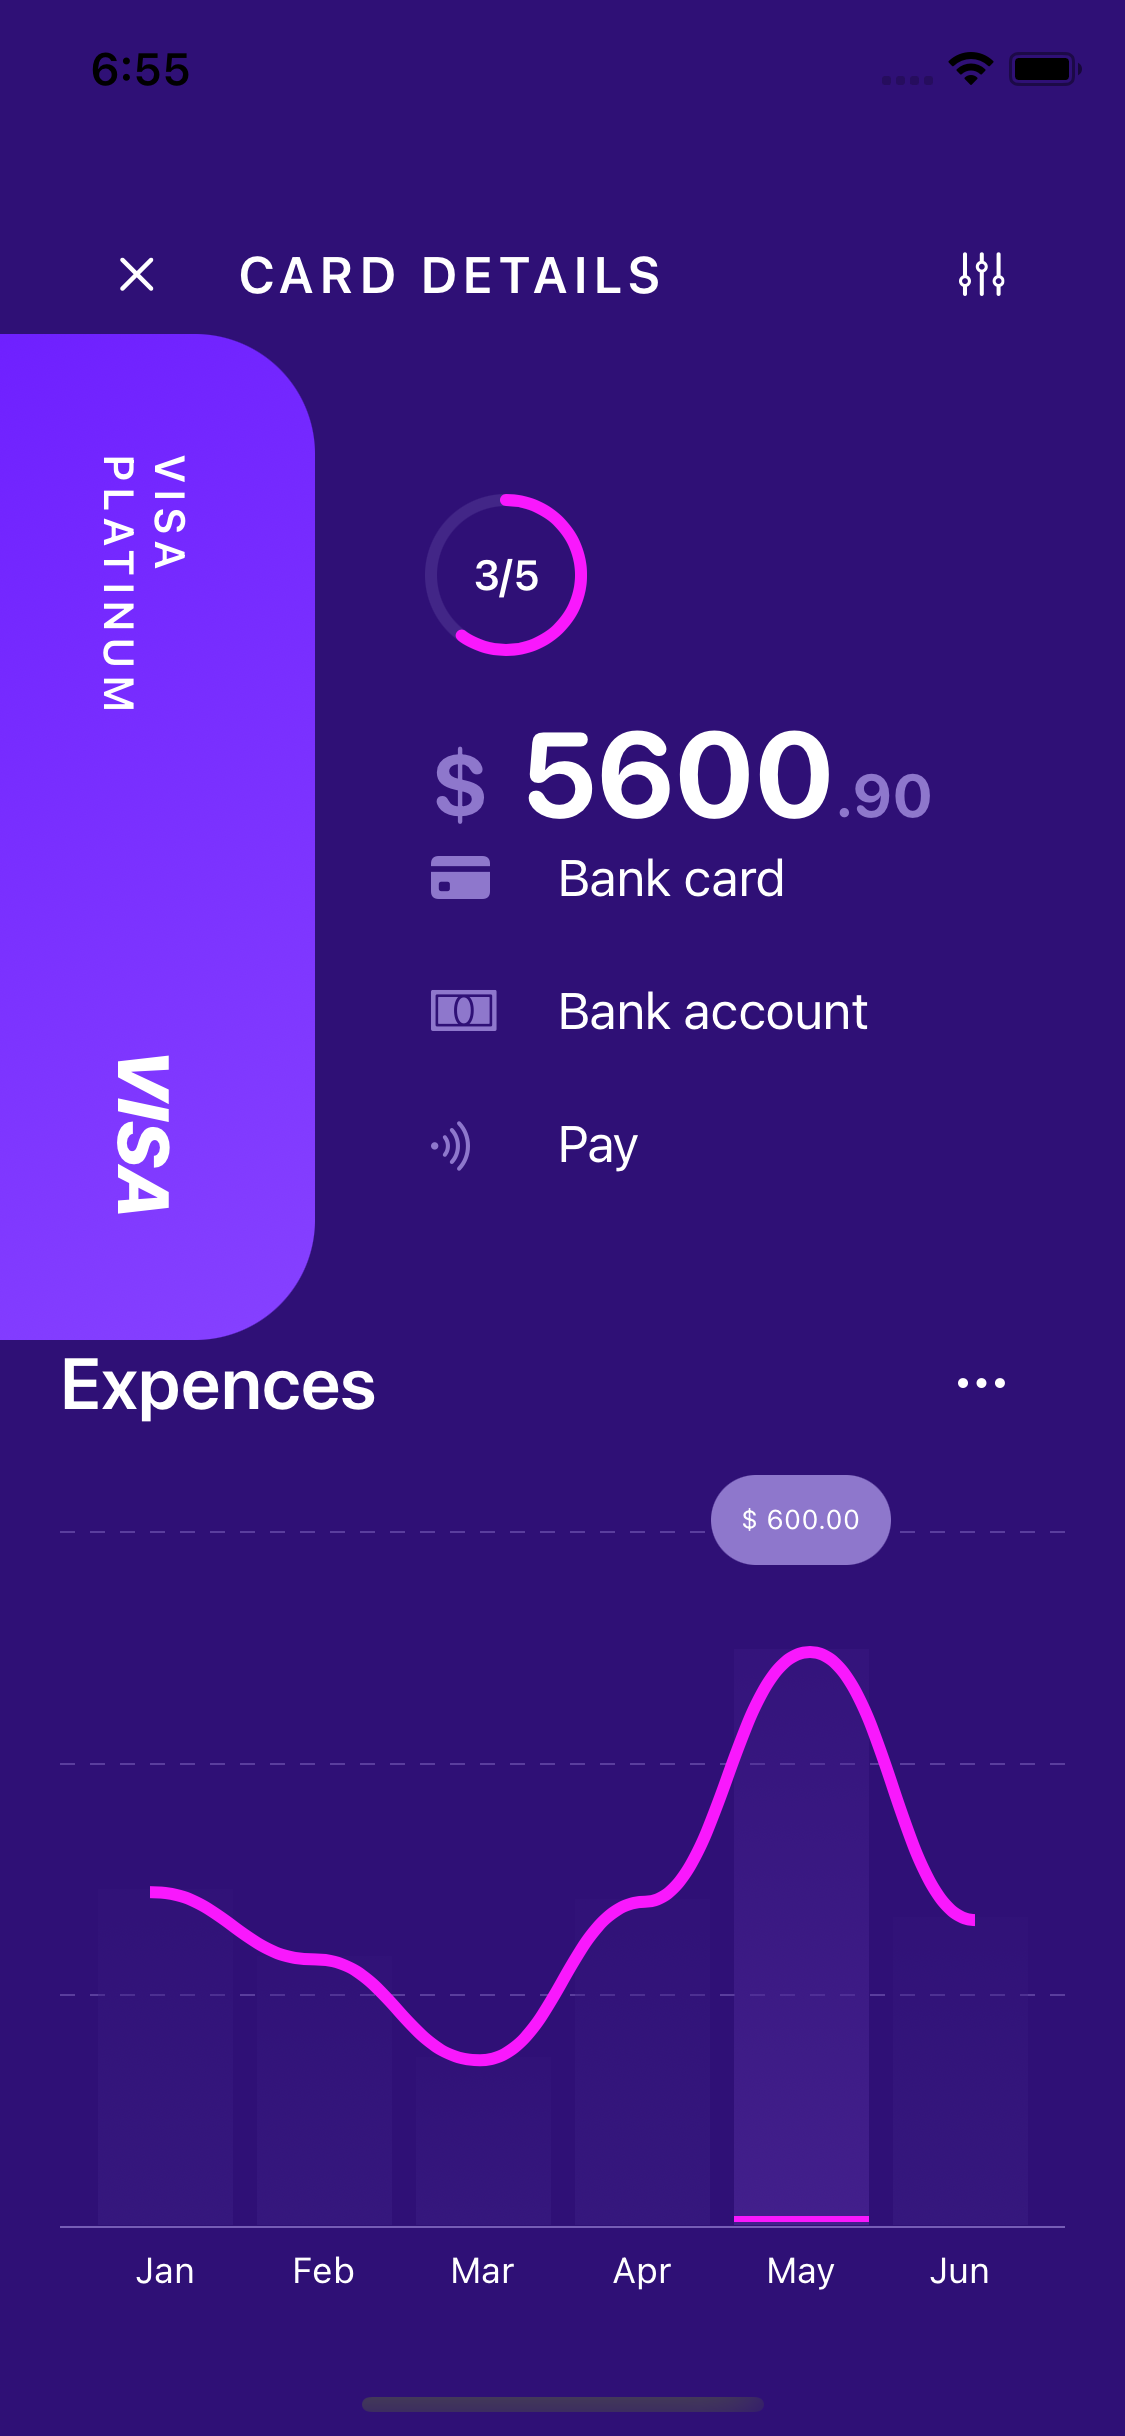 6:55
CARD DETAILS
VISA
PLATINUM
VISA
3/5
$ 5600.90
Bank card
Bank account
Pay
Expences
$ 600.00
Jan Feb Mar Apr May Jun